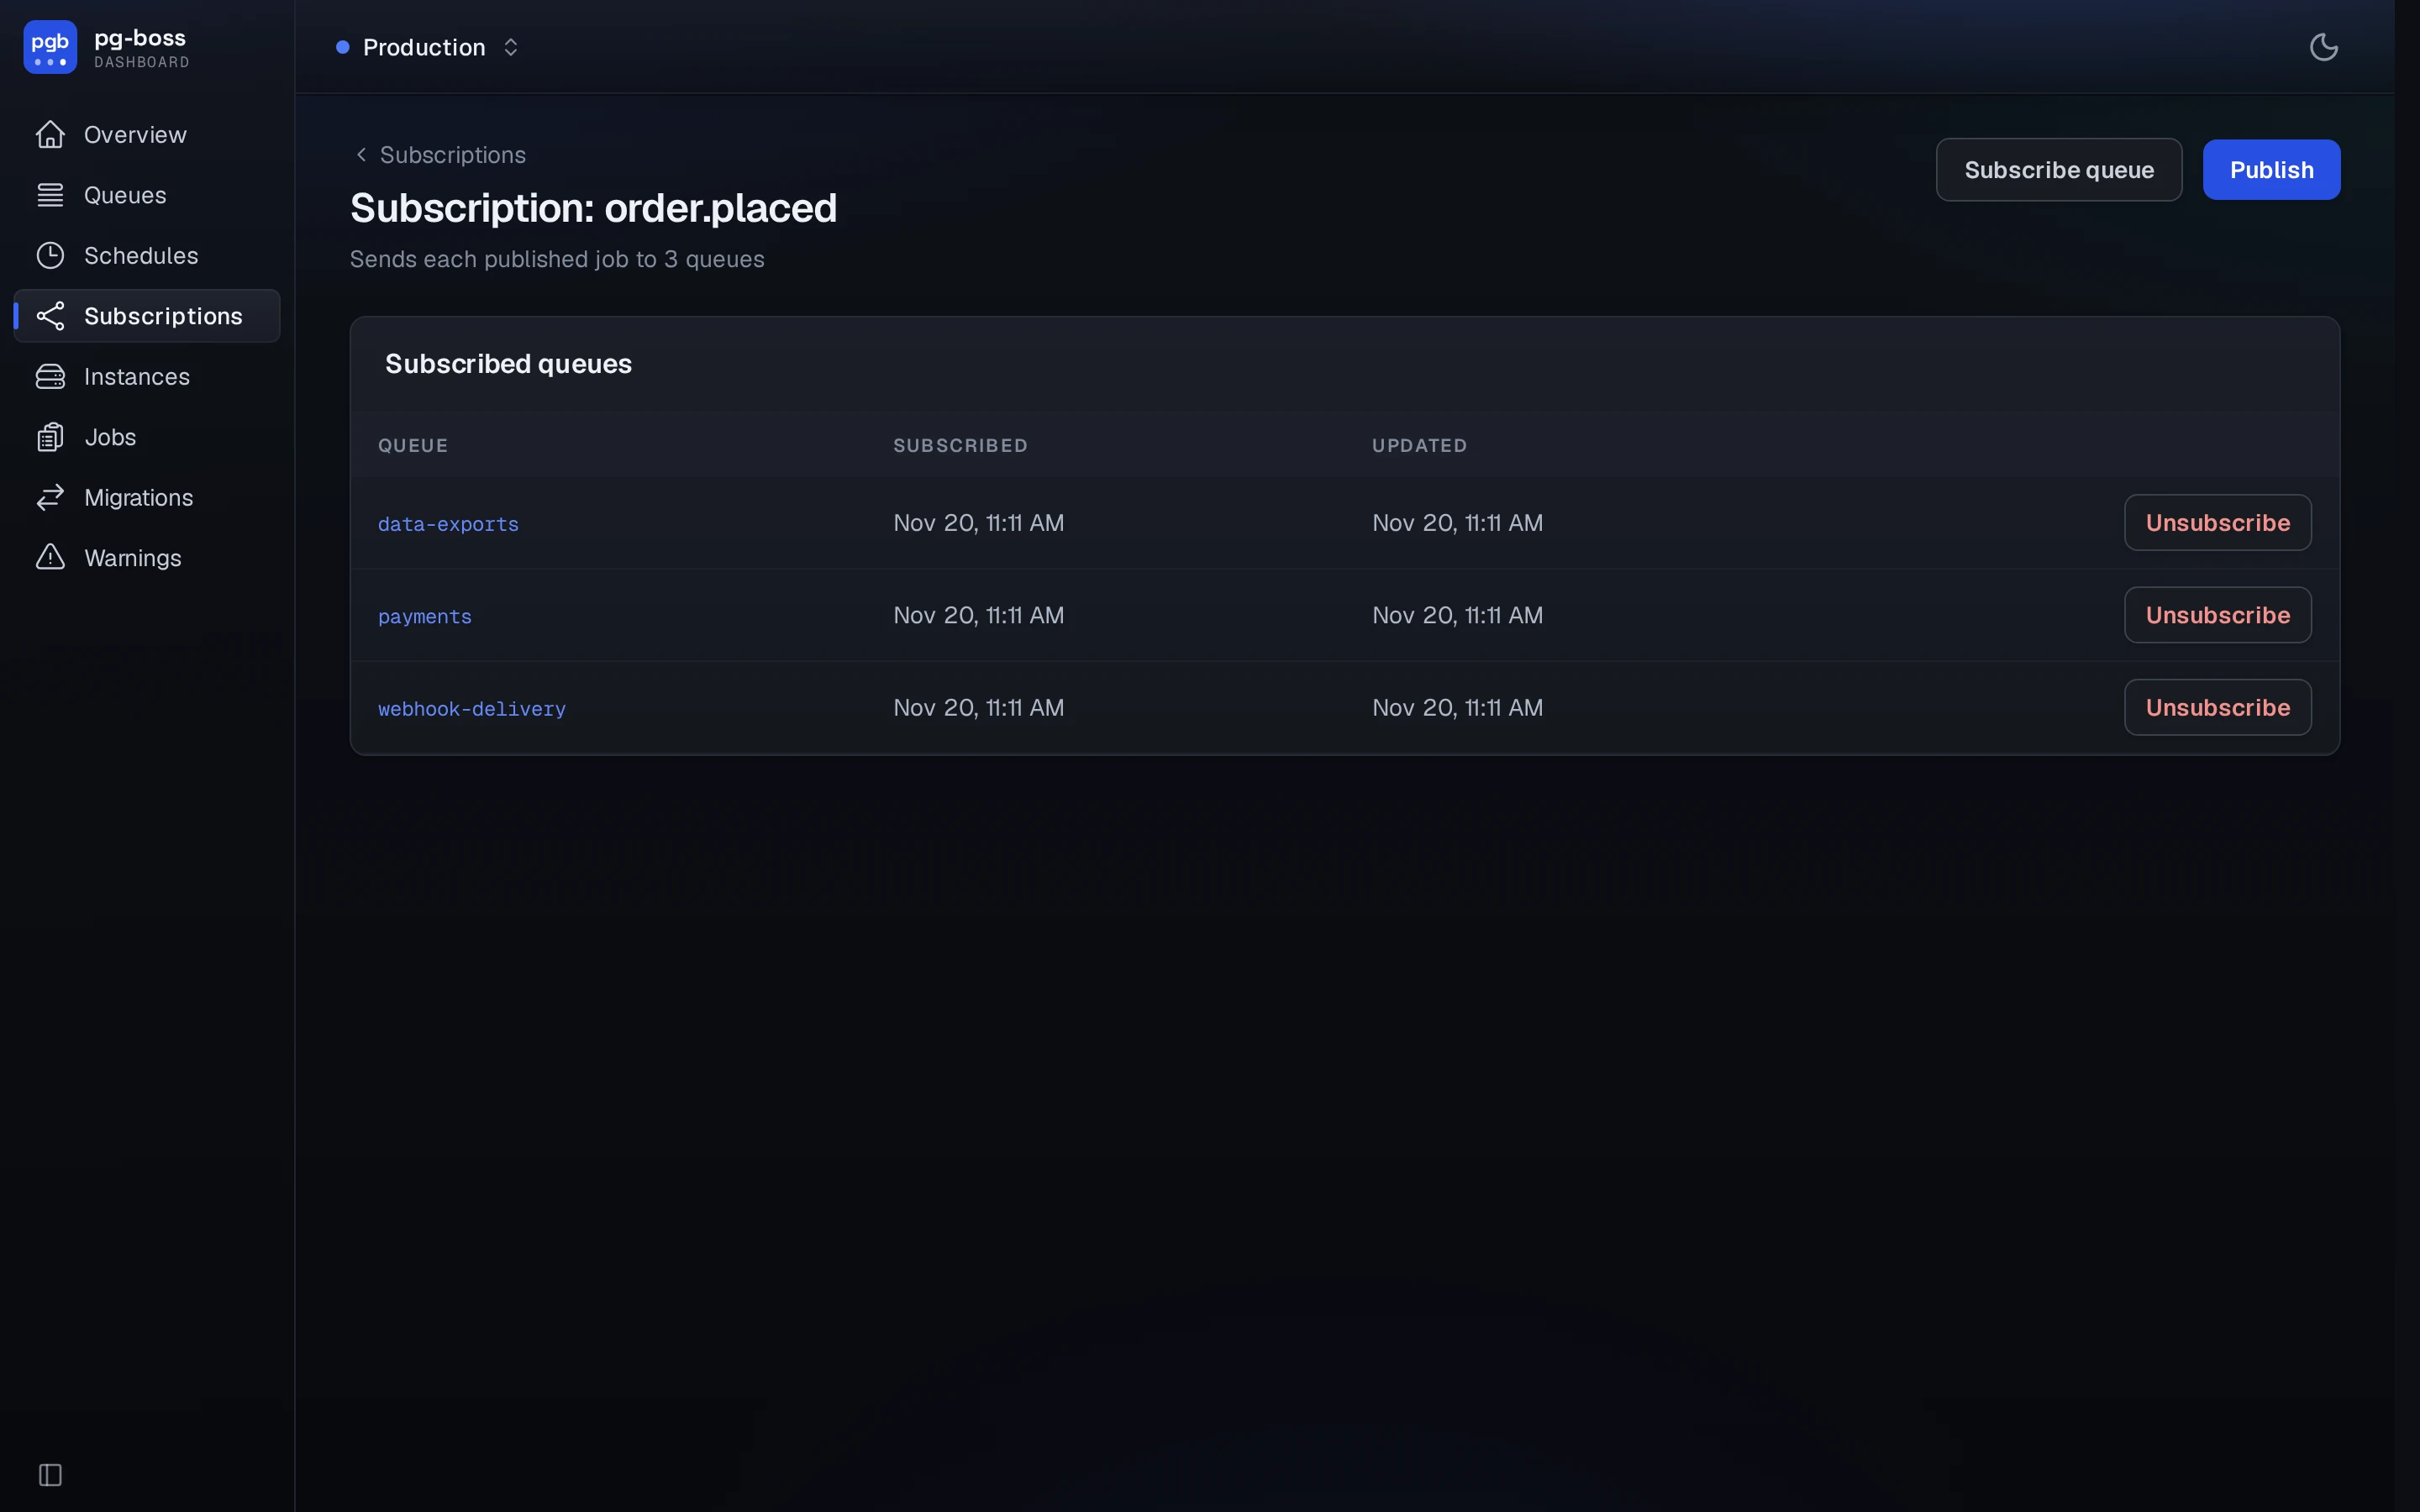 pgb
pg-boss
DASHBOARD
Production
Overview
Queues
Schedules
Subscriptions
Instances
Jobs
Migrations
Warnings
Subscriptions
Subscription: order.placed
Sends each published job to 3 queues
Subscribe queue
Publish
Subscribed queues
QUEUE SUBSCRIBED UPDATED
data-exports Nov 20, 11:11 AM Nov 20, 11:11 AM Unsubscribe
payments Nov 20, 11:11 AM Nov 20, 11:11 AM Unsubscribe
webhook-delivery Nov 20, 11:11 AM Nov 20, 11:11 AM Unsubscribe